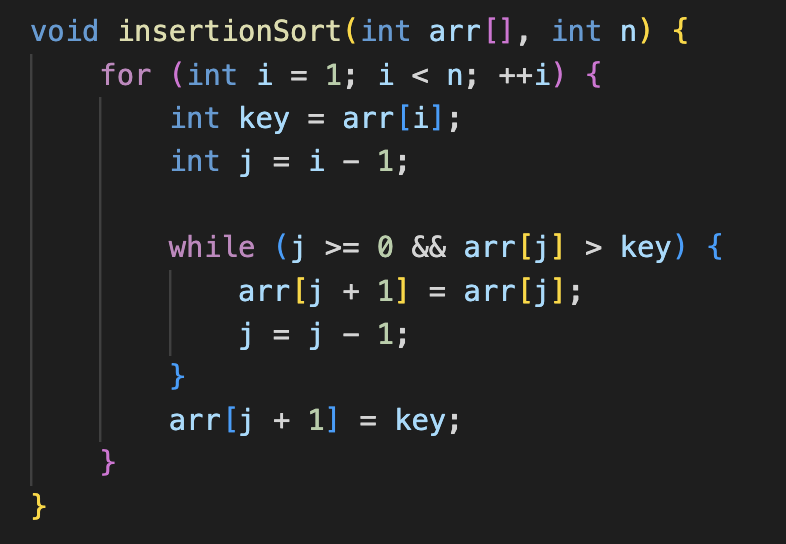 void insertionSort(int arr[], int n) {
    for (int i = 1; i < n; ++i) {
        int key = arr[i];
        int j = i - 1;

        while (j >= 0 && arr[j] > key) {
            arr[j + 1] = arr[j];
            j = j - 1;
        }
        arr[j + 1] = key;
    }
}